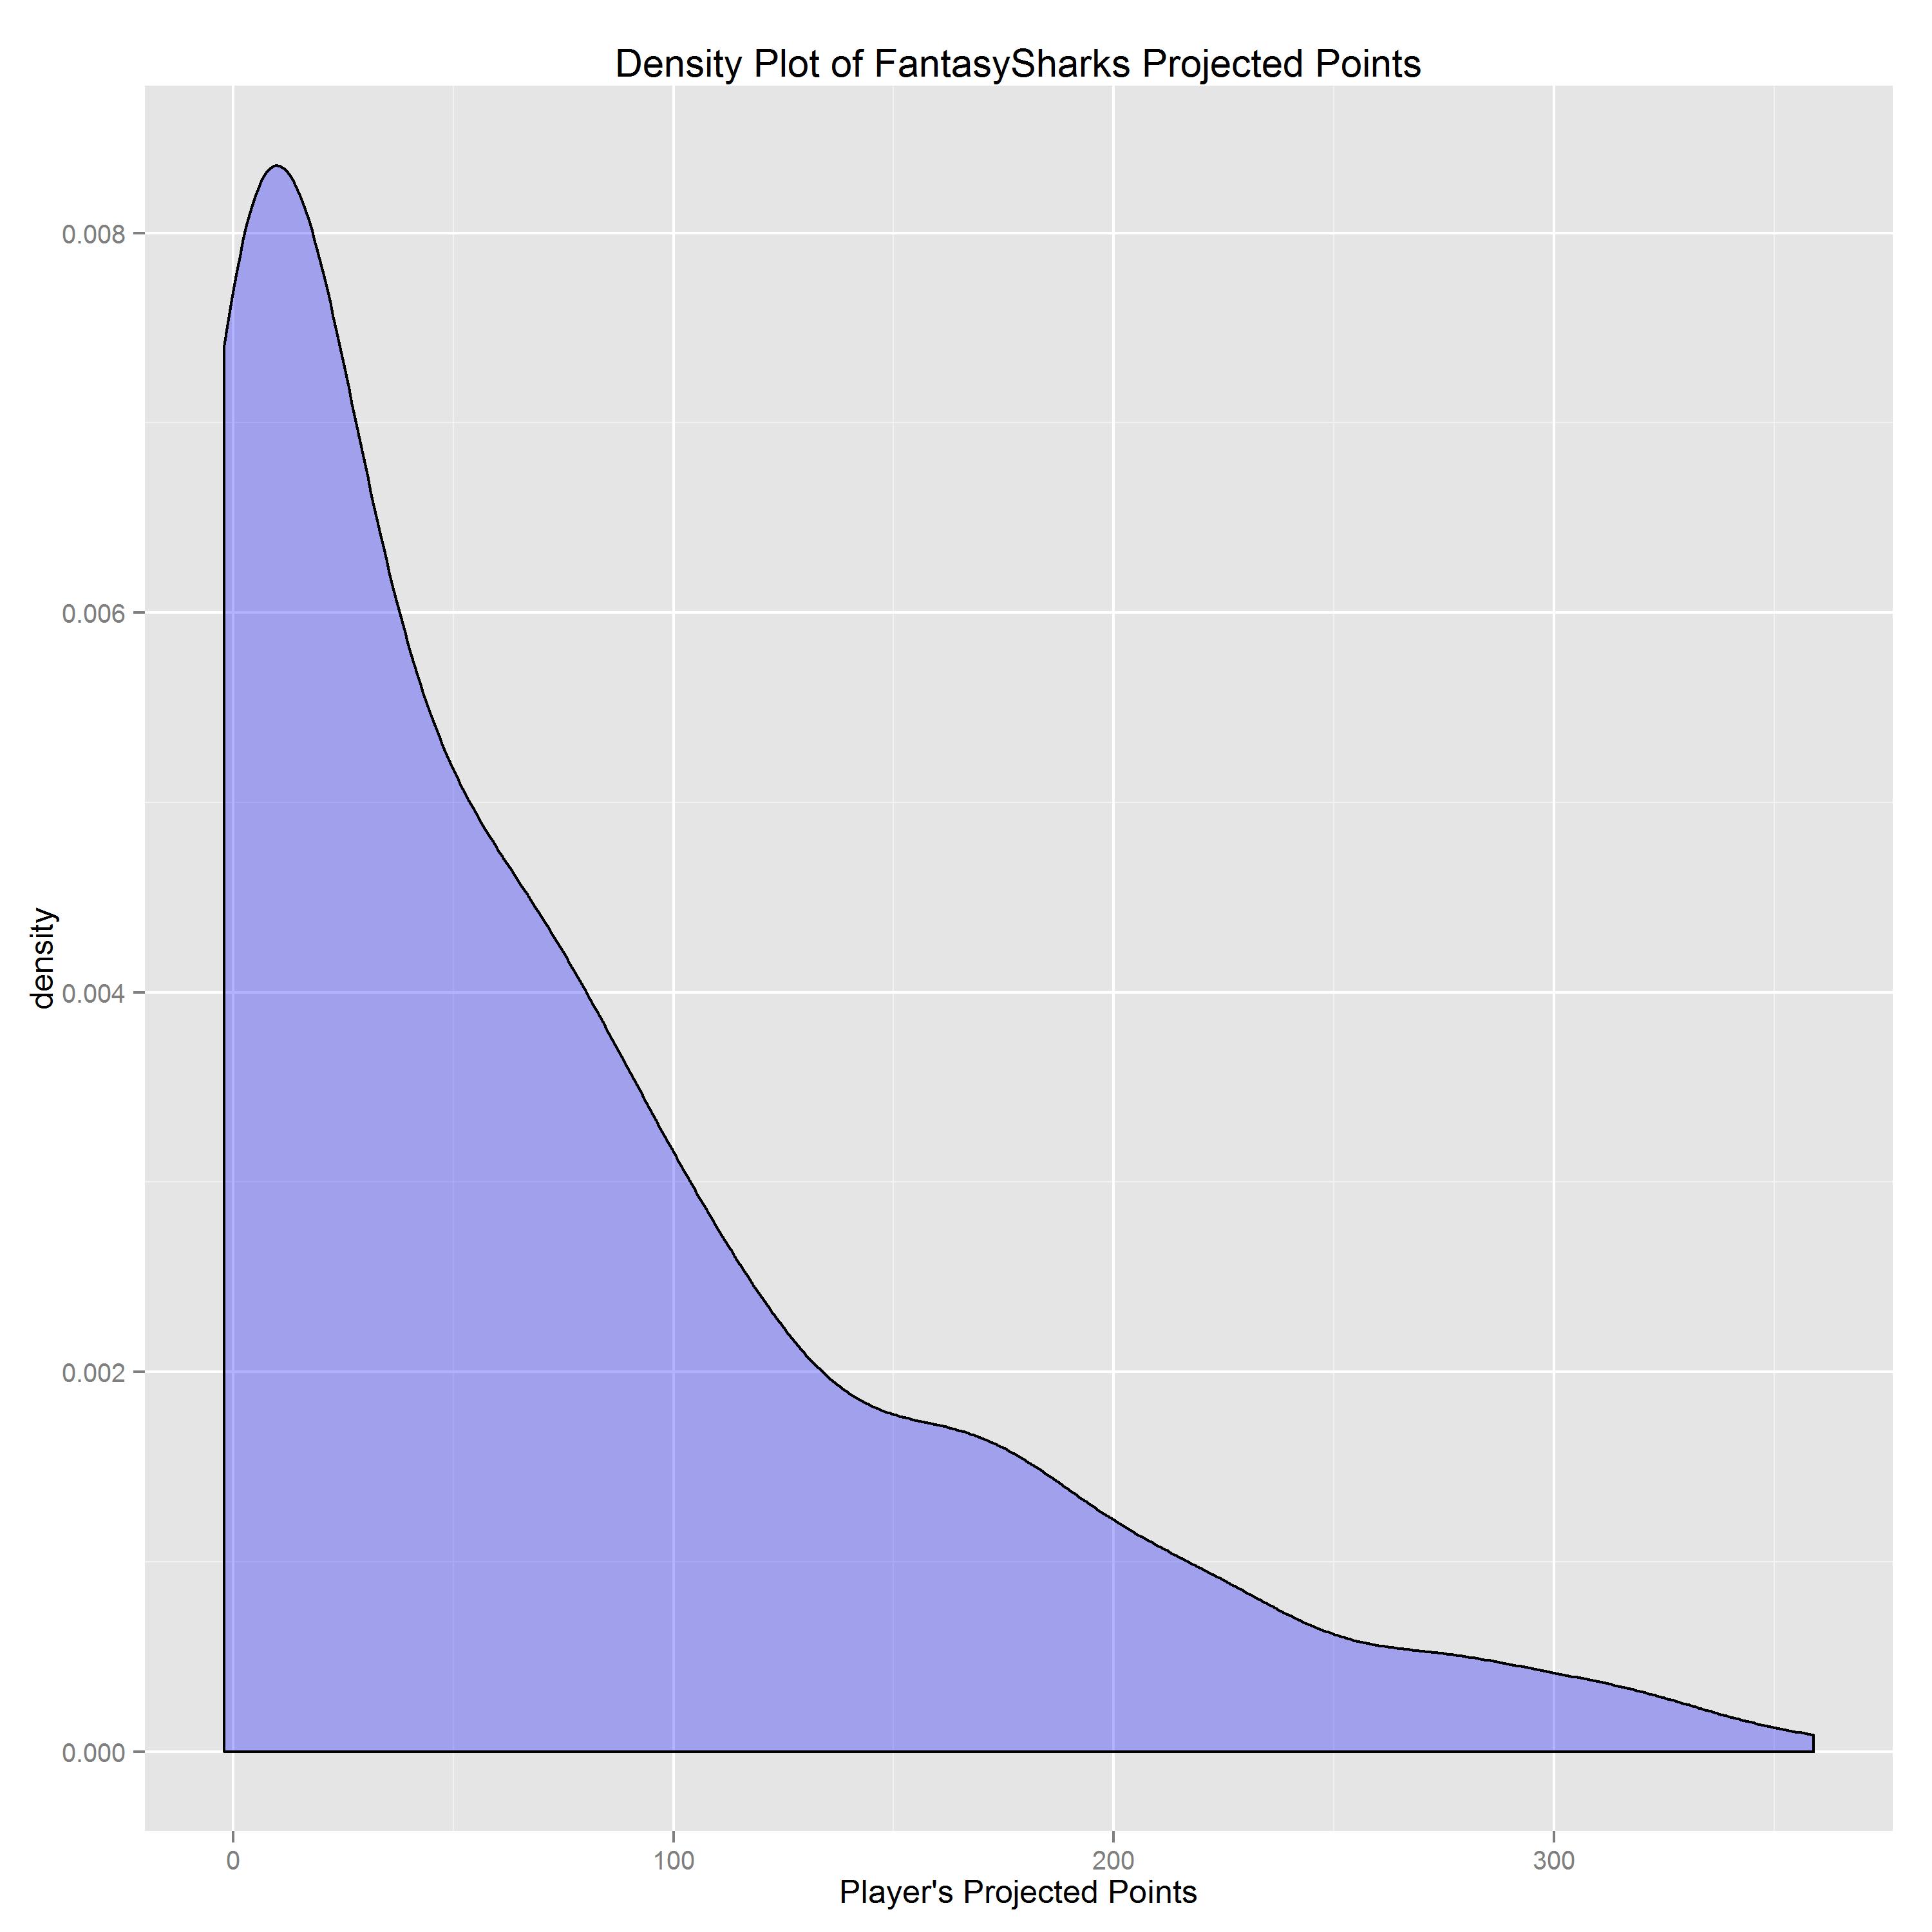 Density Plot of FantasySharks Projected Points
density
0.008
0.006
0.004
0.002
0.000
0 100 200 300
Player's Projected Points